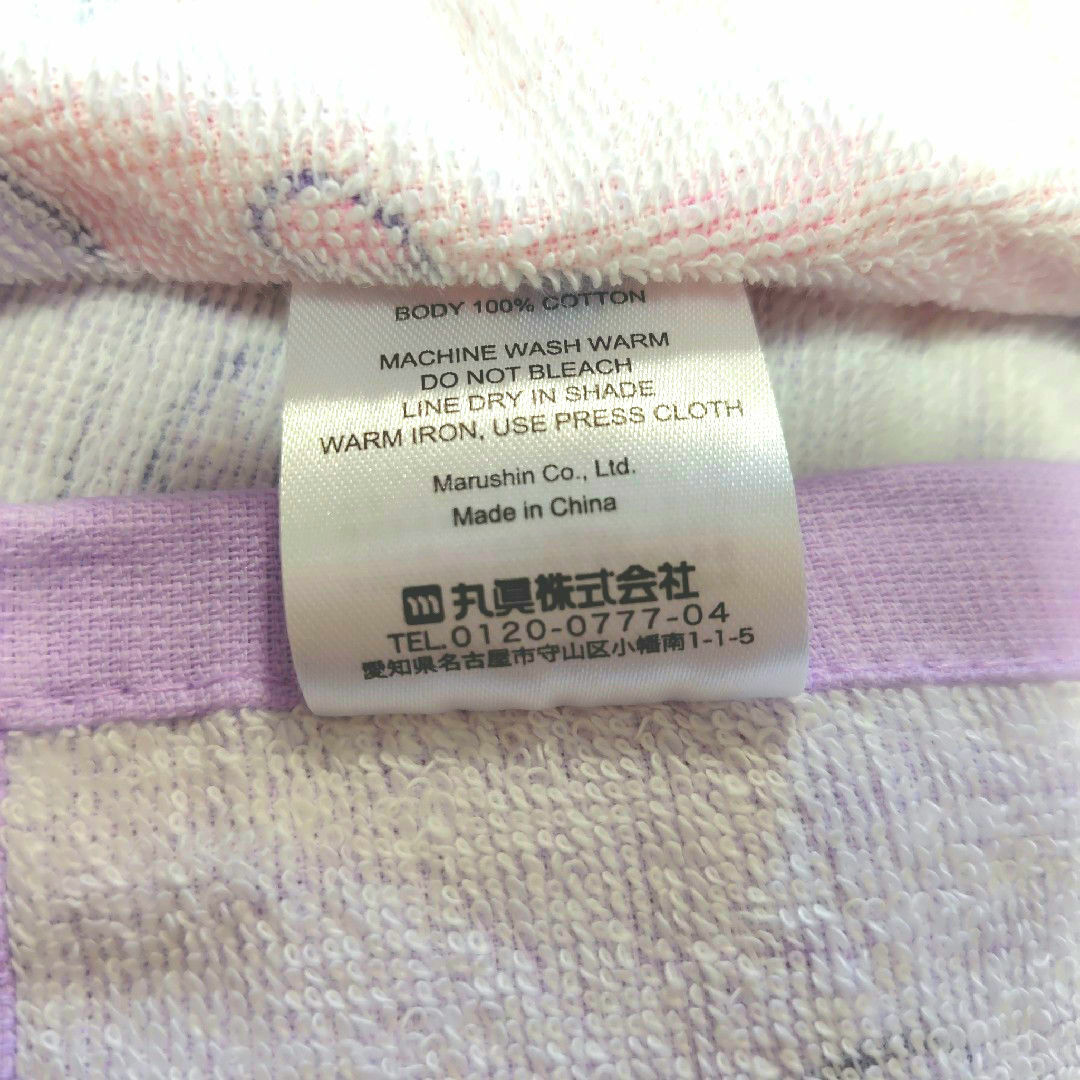 BODY 100% COTTON
MACHINE WASH WARM
DO NOT BLEACH
LINE DRY IN SHADE
WARM IRON, USE PRESS CLOTH
Marushin Co., Ltd.
Made in China
丸眞株式会社
TEL.0120-0777-04
愛知県名古屋市守山区小幡南1-1-5